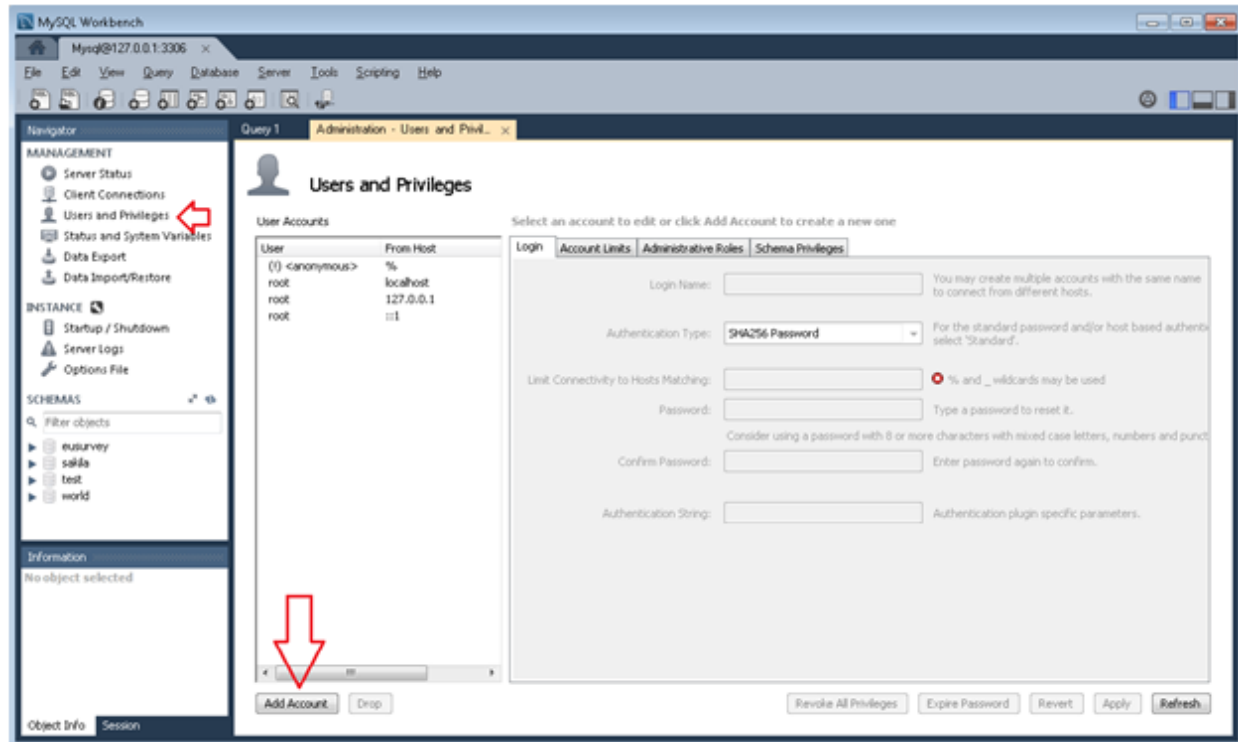 MySQL Workbench
Mysql@127.0.0.1:3306
File Edit View Query Database Server Tools Scripting Help
Navigator
MANAGEMENT
Server Status
Client Connections
Users and Privileges
Status and System Variables
Data Export
Data Import/Restore
INSTANCE
Startup / Shutdown
Server Logs
Options File
SCHEMAS
Filter objects
eusurvey
sakila
test
world
Information
No object selected
Object Info Session
Query 1 Administration - Users and Privil...
Users and Privileges
User Accounts
User From Host
(!) <anonymous> %
root localhost
root 127.0.0.1
root :::1
Add Account Drop
Select an account to edit or click Add Account to create a new one
Login Account Limits Administrative Roles Schema Privileges
Login Name: You may create multiple accounts with the same name
to connect from different hosts.
Authentication Type: SHA256 Password For the standard password and/or host based authentic
select 'Standard'.
Limit Connectivity to Hosts Matching: % and _ wildcards may be used
Password: Type a password to reset it.
Consider using a password with 8 or more characters with mixed case letters, numbers and punct
Confirm Password: Enter password again to confirm.
Authentication String: Authentication plugin specific parameters.
Revoke All Privileges Expire Password Revert Apply Refresh